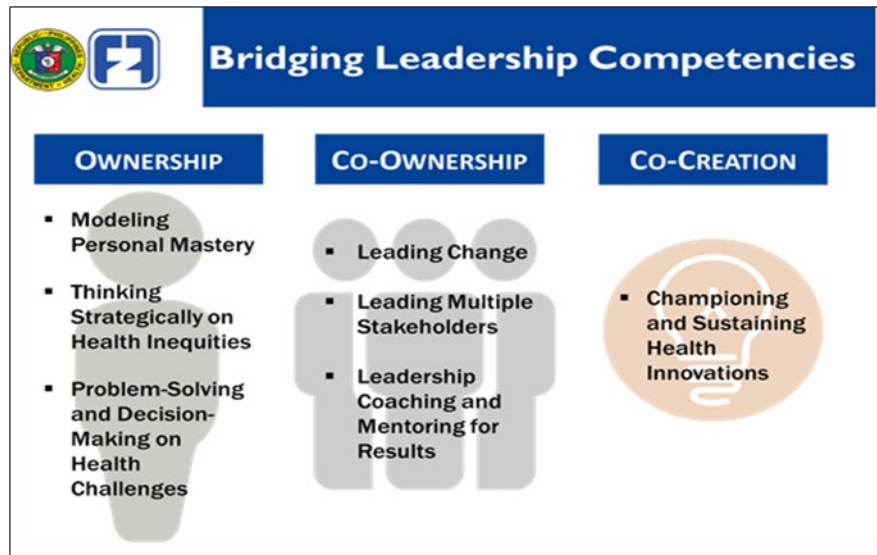 Bridging Leadership Competencies
OWNERSHIP
▪ Modeling
Personal Mastery
▪ Thinking
Strategically on
Health Inequities
▪ Problem-Solving
and Decision-
Making on
Health
Challenges
CO-OWNERSHIP
▪ Leading Change
▪ Leading Multiple
Stakeholders
▪ Leadership
Coaching and
Mentoring for
Results
CO-CREATION
▪ Championing
and Sustaining
Health
Innovations